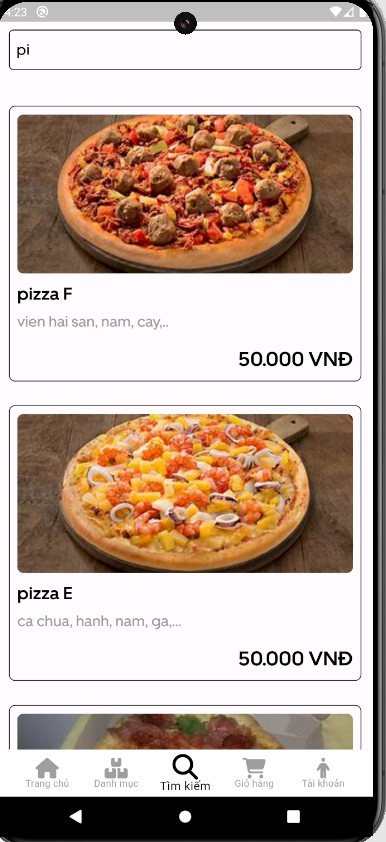 4:23
pi
pizza F
vien hai san, nam, cay,..
50.000 VNĐ
pizza E
ca chua, hanh, nam, ga,...
50.000 VNĐ
Trang chủ
Danh mục
Tìm kiếm
Giỏ hàng
Tài khoản